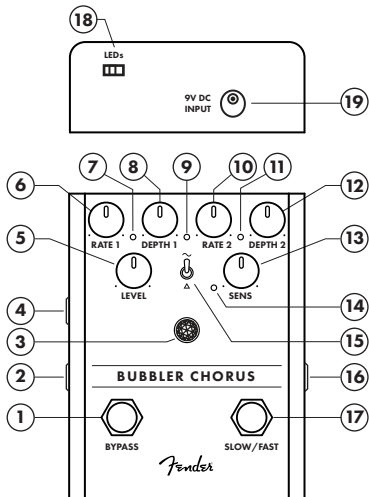 18
LEDs
9V DC
INPUT
19
7 8 9 10 11
6 12
RATE 1 DEPTH 1 RATE 2 DEPTH 2
5 13
LEVEL SENS
4 14
3 15
2 16
BUBBLER CHORUS
1 17
BYPASS SLOW/FAST
Fender